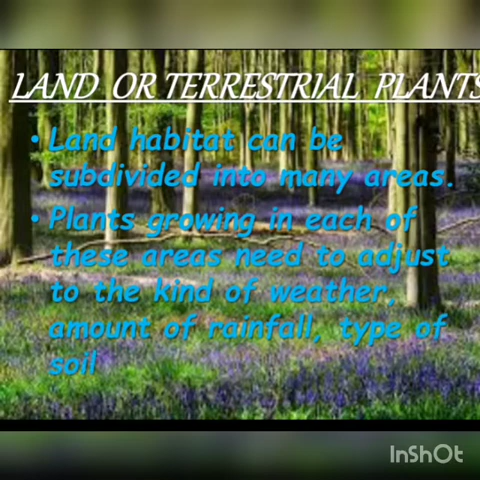 LAND OR TERRESTRIAL PLANTS
• Land habitat can be
subdivided into many areas.
• Plants growing in each of
these areas need to adjust
to the kind of weather,
amount of rainfall, type of
soil
InShOt